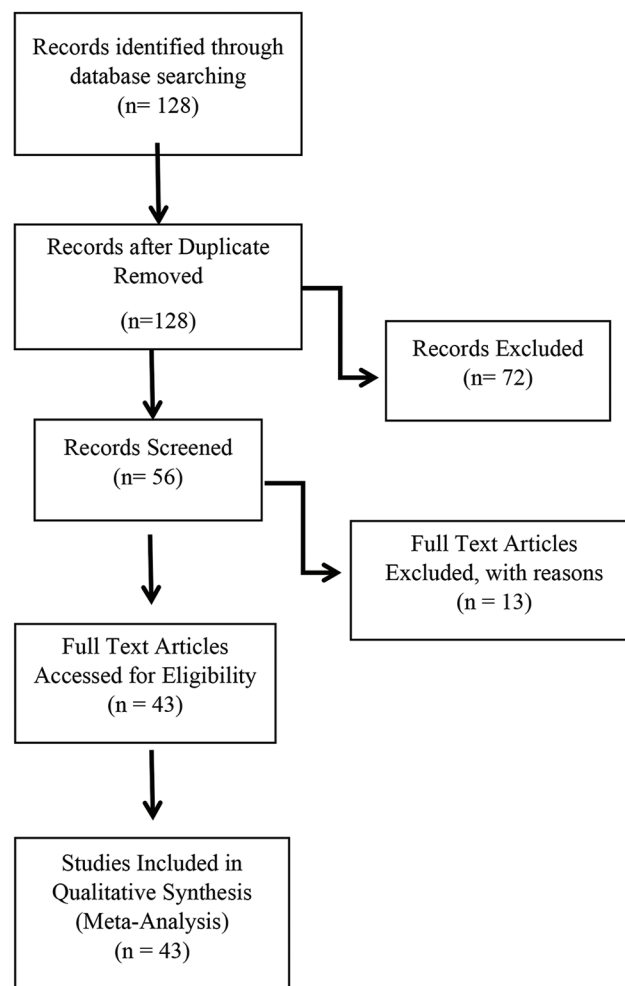 Records identified through
database searching
(n= 128)
Records after Duplicate
Removed
(n=128)
Records Excluded
(n= 72)
Records Screened
(n= 56)
Full Text Articles
Excluded, with reasons
(n = 13)
Full Text Articles
Accessed for Eligibility
(n = 43)
Studies Included in
Qualitative Synthesis
(Meta-Analysis)
(n = 43)